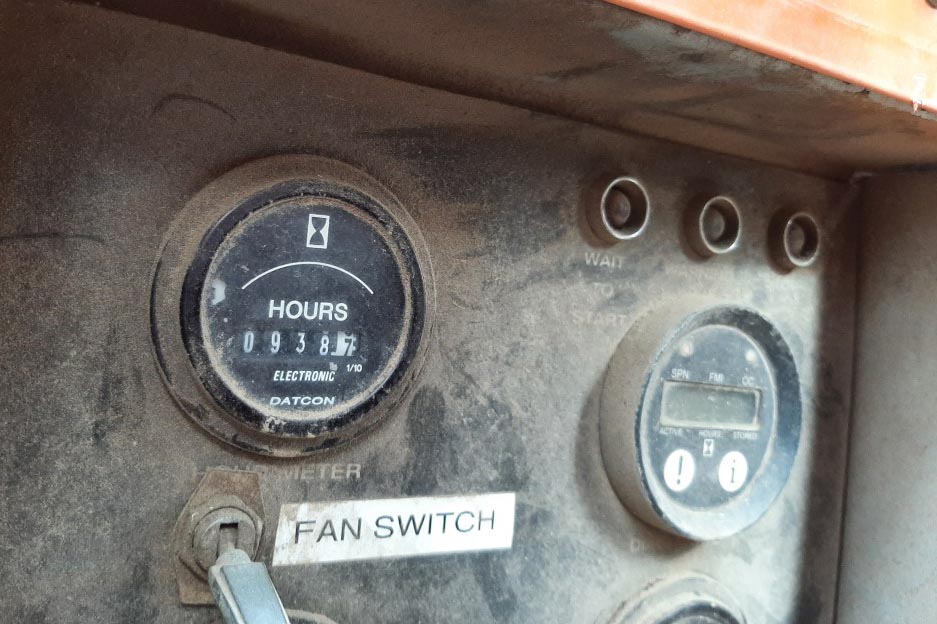 HOURS
0 9 3 8 7
1/10
ELECTRONIC
DATCON
METER
FAN SWITCH
WAIT
TO
START
SPN FMI OC
ACTIVE HOURS STORED
! i